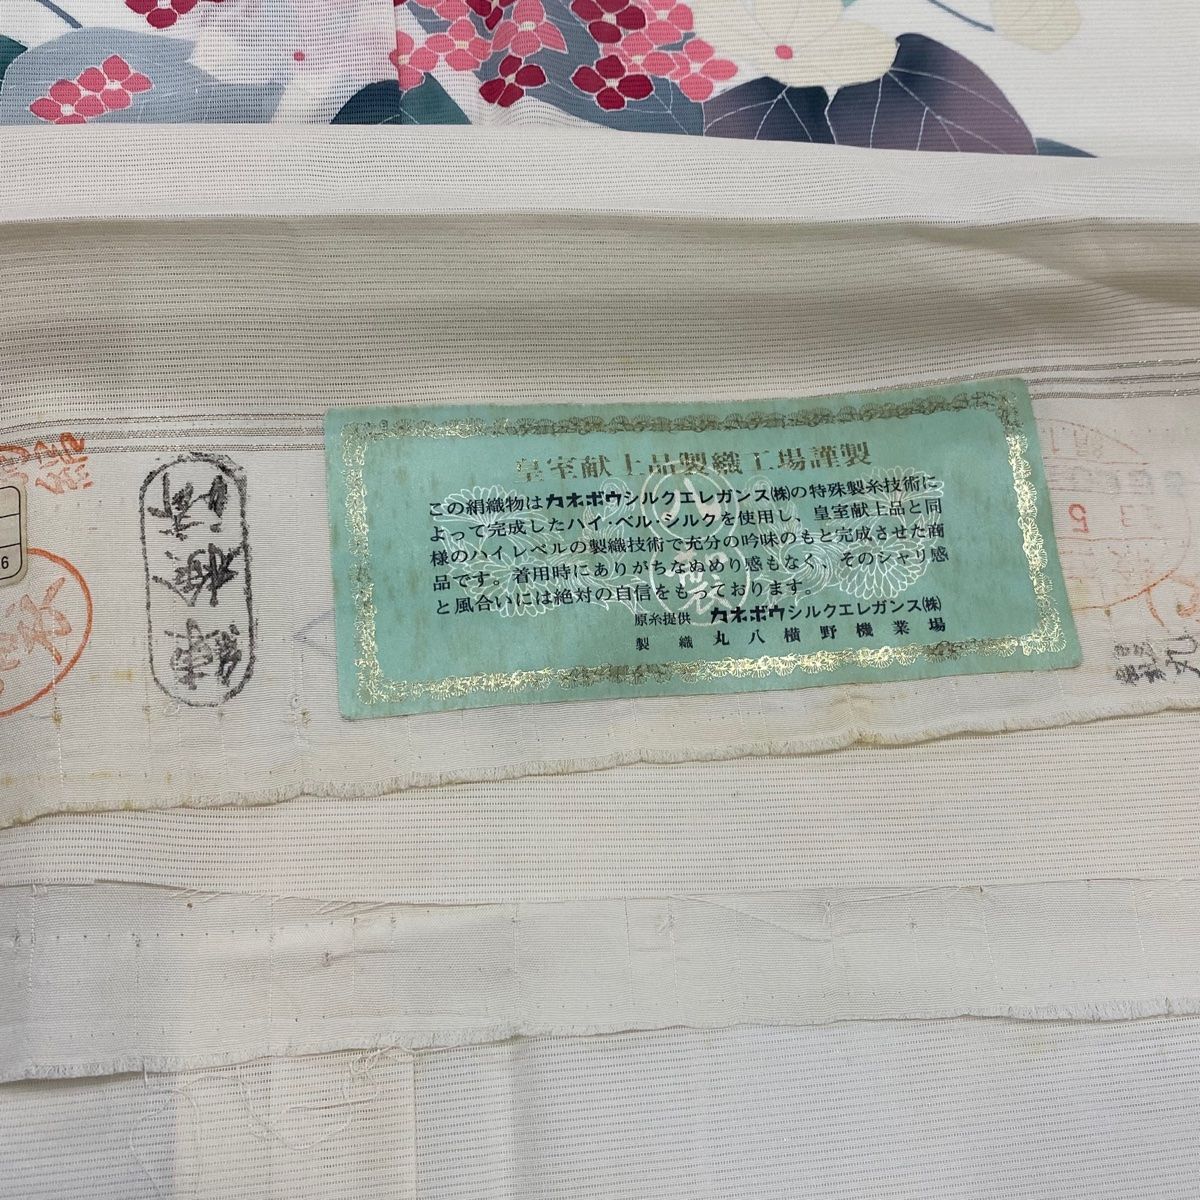 皇室献上品製織工場謹製
この絹織物はカネボウシルクエレガンス(株)の特殊製糸技術に
よって完成したハイ・ベル・シルクを使用し、皇室献上品と同
様のハイレベルの製織技術で充分の吟味のもと完成させた商
品です。着用時にありがちなぬめり感もなく、そのシャリ感
と風合いには絶対の自信をもっております。
原糸提供 カネボウシルクエレガンス(株)
製織 丸八横野機業場
5
6